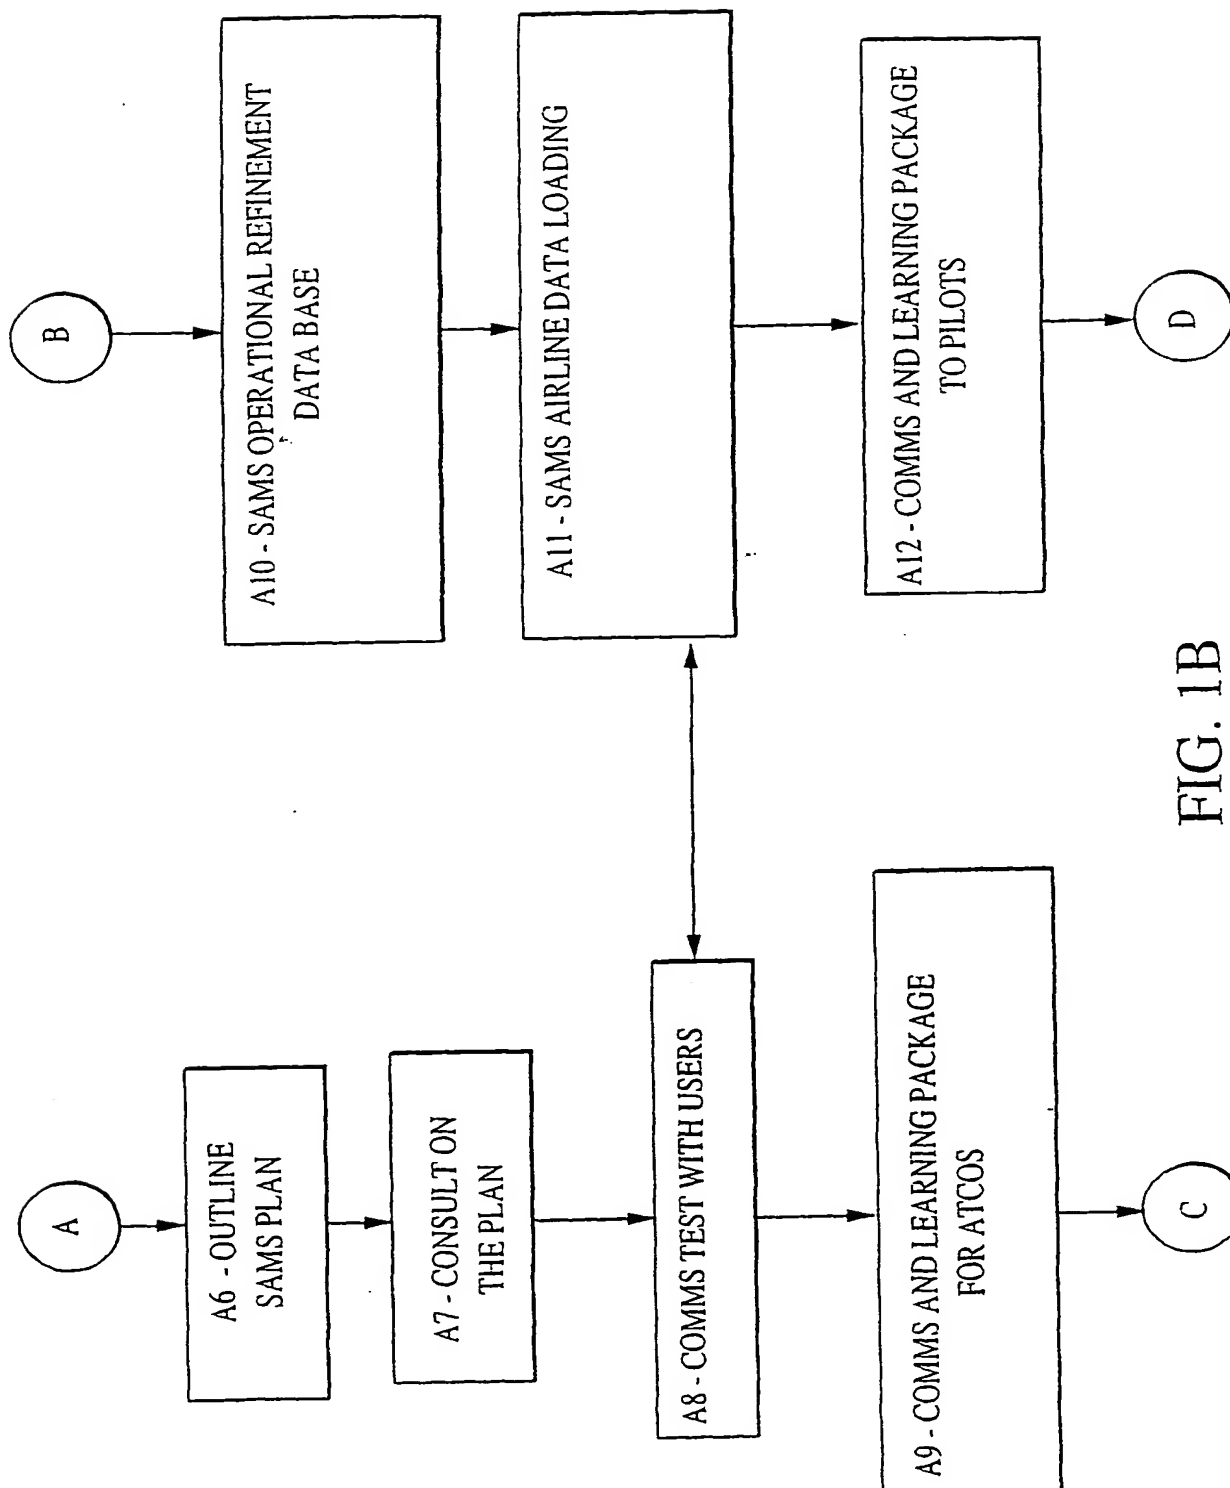 A
A6 - OUTLINE
SAMS PLAN
A7 - CONSULT ON
THE PLAN
A8 - COMMS TEST WITH USERS
A9 - COMMS AND LEARNING PACKAGE
FOR ATCOS
C
B
A10 - SAMS OPERATIONAL REFINEMENT
DATA BASE
A11 - SAMS AIRLINE DATA LOADING
A12 - COMMS AND LEARNING PACKAGE
TO PILOTS
D
FIG. 1B